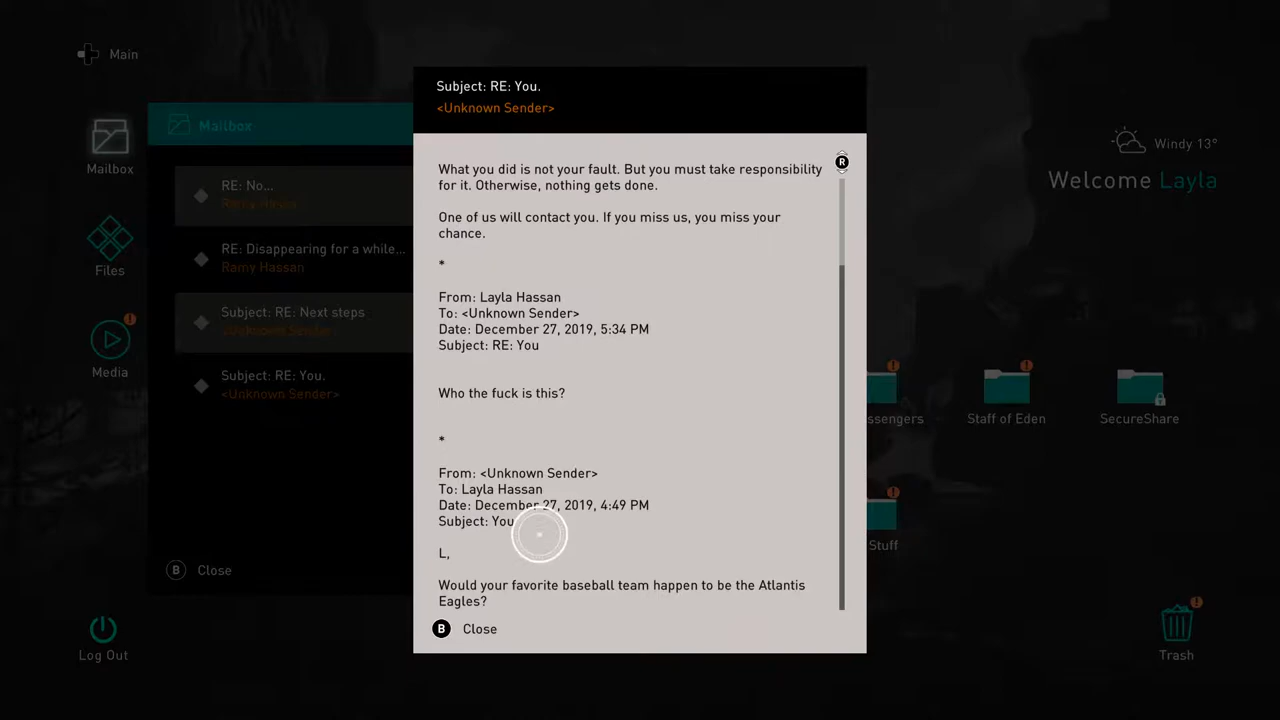 Main
Mailbox
Files
Media
Log Out
Mailbox
RE: No...
Ramy Hassan
RE: Disappearing for a while...
Ramy Hassan
Subject: RE: Next steps
<Unknown Sender>
Subject: RE: You.
<Unknown Sender>
B Close
Subject: RE: You.
<Unknown Sender>
R
What you did is not your fault. But you must take responsibility
for it. Otherwise, nothing gets done.
One of us will contact you. If you miss us, you miss your
chance.
*
From: Layla Hassan
To: <Unknown Sender>
Date: December 27, 2019, 5:34 PM
Subject: RE: You
Who the fuck is this?
*
From: <Unknown Sender>
To: Layla Hassan
Date: December 27, 2019, 4:49 PM
Subject: You
L,
Would your favorite baseball team happen to be the Atlantis
Eagles?
B Close
Windy 13°
Welcome Layla
ssengers
Staff of Eden
SecureShare
Stuff
Trash